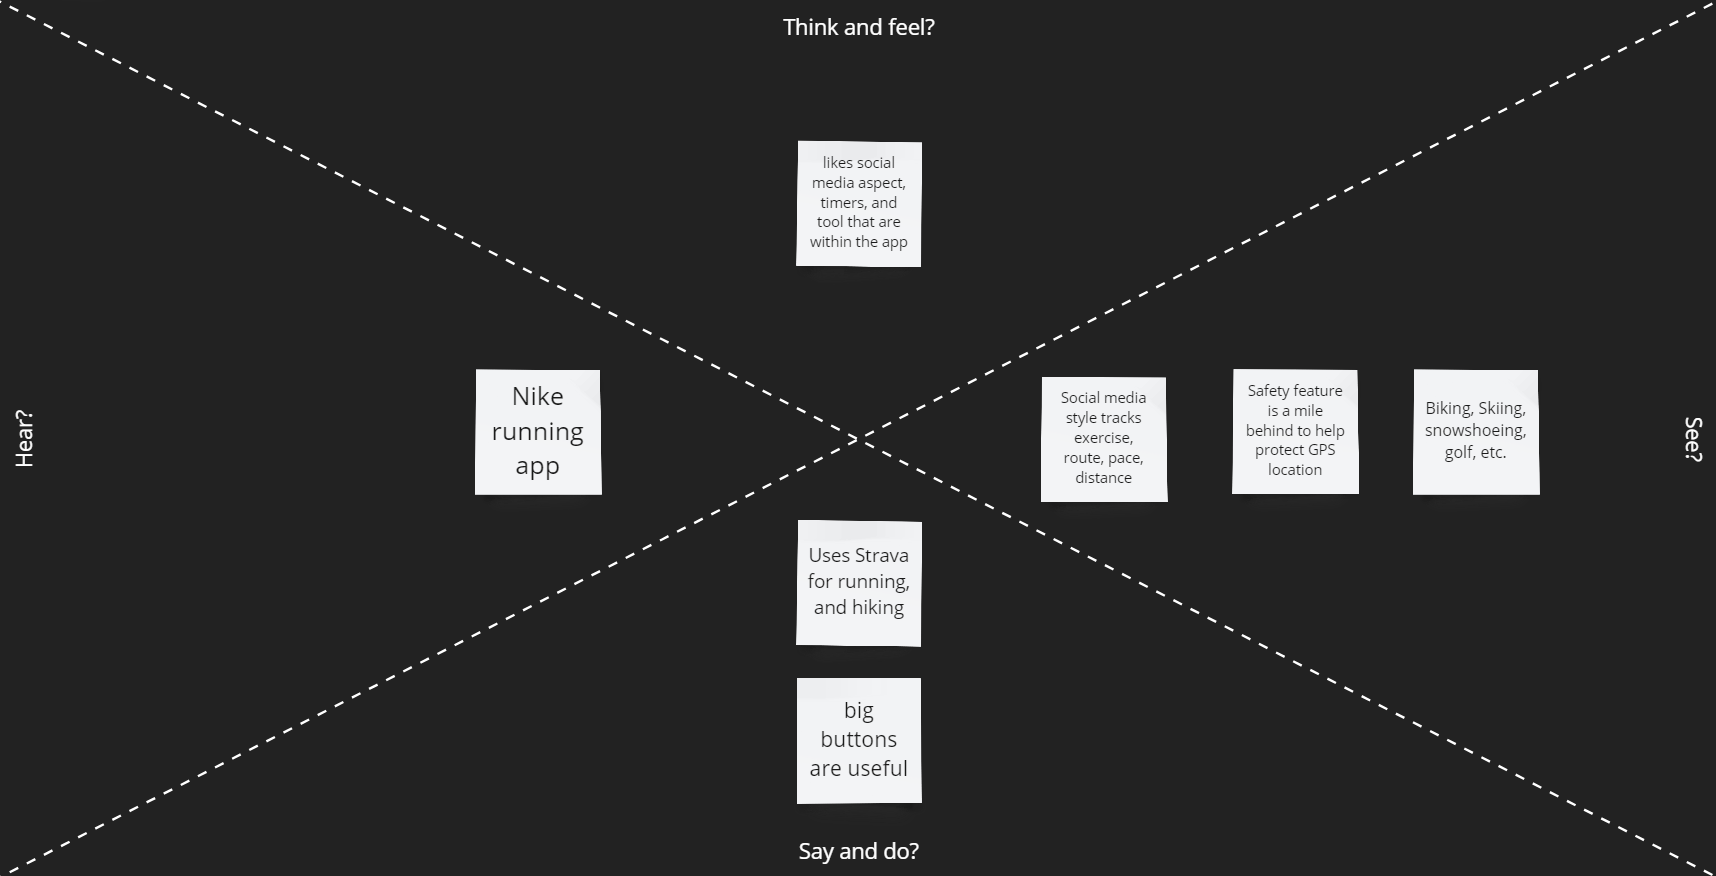 Think and feel?
likes social
media aspect,
timers, and
tool that are
within the app
Hear?
Nike
running
app
Social media
style tracks
exercise,
route, pace,
distance
Safety feature
is a mile
behind to help
protect GPS
location
Biking, Skiing,
snowshoeing,
golf, etc.
See?
Uses Strava
for running,
and hiking
big
buttons
are useful
Say and do?